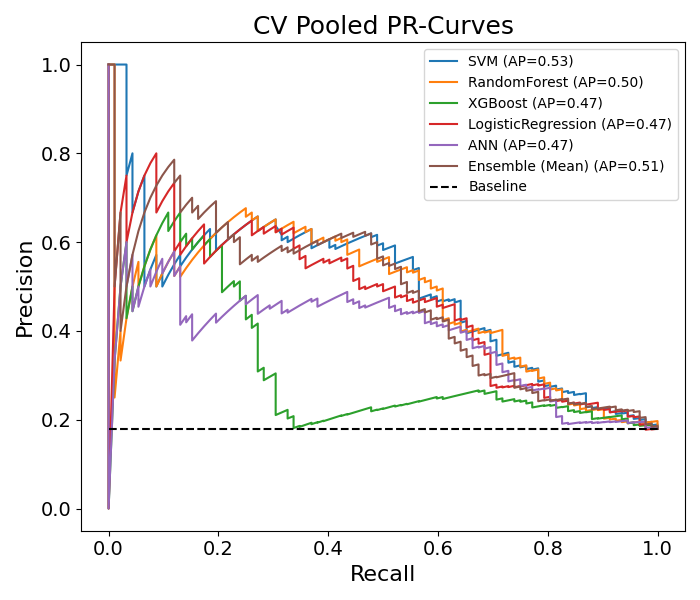 CV Pooled PR-Curves
SVM (AP=0.53)
RandomForest (AP=0.50)
XGBoost (AP=0.47)
LogisticRegression (AP=0.47)
ANN (AP=0.47)
Ensemble (Mean) (AP=0.51)
Baseline
Precision
1.0
0.8
0.6
0.4
0.2
0.0
0.0 0.2 0.4 0.6 0.8 1.0
Recall